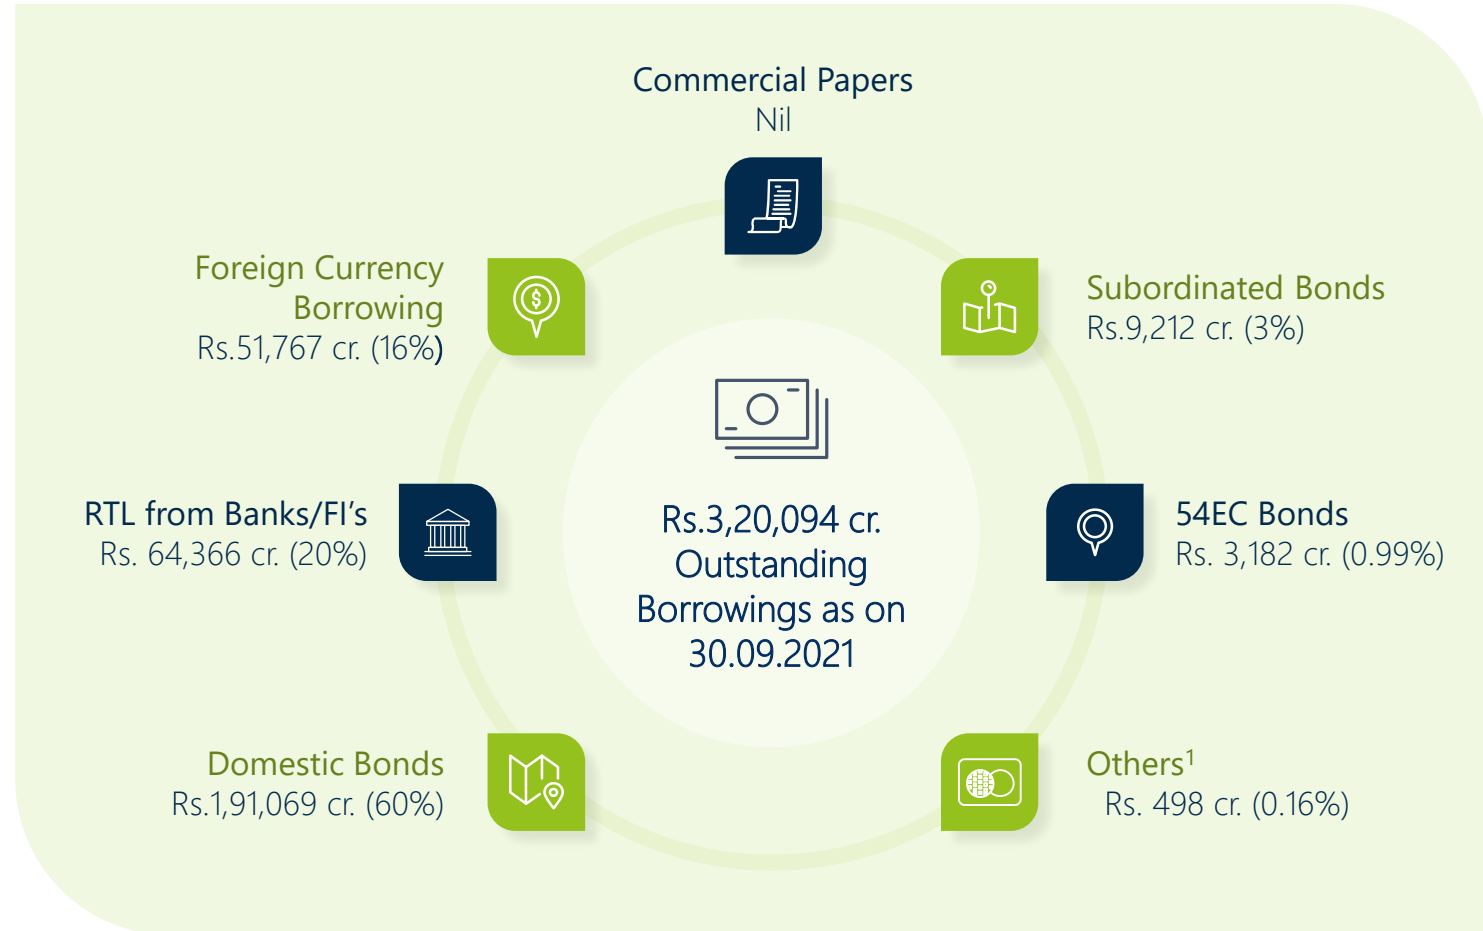 Commercial Papers
Nil
Foreign Currency
Borrowing
Rs.51,767 cr. (16%)
Subordinated Bonds
Rs.9,212 cr. (3%)
RTL from Banks/FI's
Rs. 64,366 cr. (20%)
Rs.3,20,094 cr.
Outstanding
Borrowings as on
30.09.2021
54EC Bonds
Rs. 3,182 cr. (0.99%)
Domestic Bonds
Rs.1,91,069 cr. (60%)
Others¹
Rs. 498 cr. (0.16%)